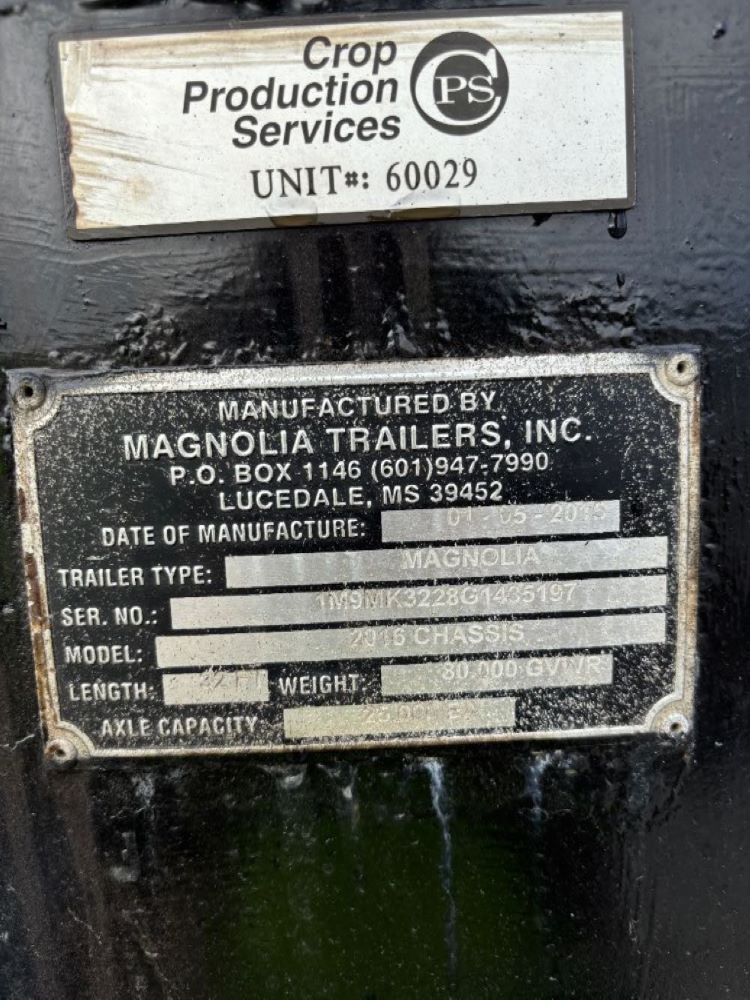 Crop
Production
Services
CPS
UNIT#: 60029
MANUFACTURED BY
MAGNOLIA TRAILERS, INC.
P.O. BOX 1146 (601)947-7990
LUCEDALE, MS 39452
DATE OF MANUFACTURE:
TRAILER TYPE: MAGNOLIA
SER. NO.: 1M9MK3228G1435197
MODEL: 2016 CHASSIS
LENGTH: WEIGHT: 80,000 GVWR
AXLE CAPACITY